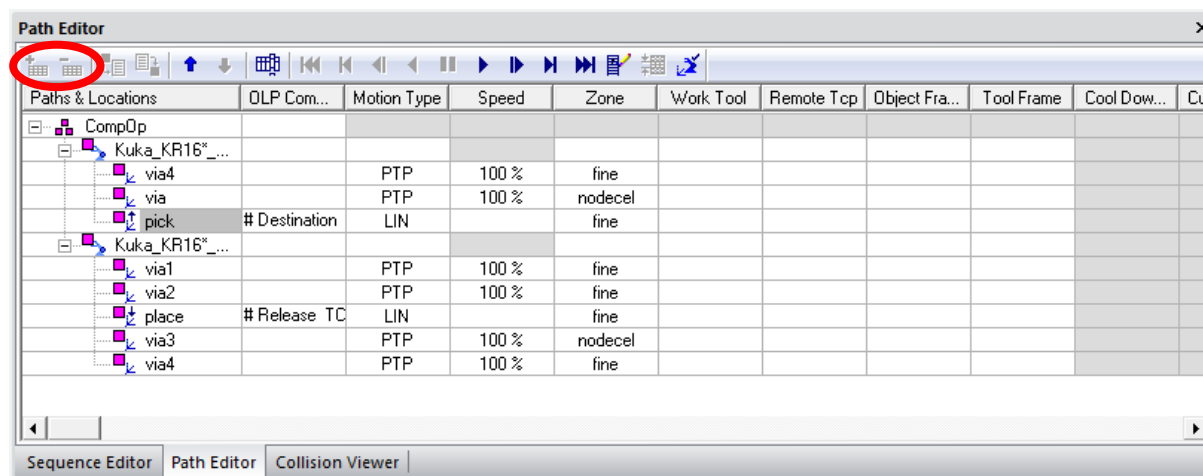 Path Editor
Paths & Locations OLP Com... Motion Type Speed Zone Work Tool Remote Tcp Object Fra... Tool Frame Cool Dow... Cu
CompOp
Kuka_KR16*_...
via4 PTP 100 % fine
via PTP 100 % nodecel
pick # Destination LIN fine
Kuka_KR16*_...
via1 PTP 100 % fine
via2 PTP 100 % fine
place # Release TC LIN fine
via3 PTP 100 % nodecel
via4 PTP 100 % fine
Sequence Editor Path Editor Collision Viewer